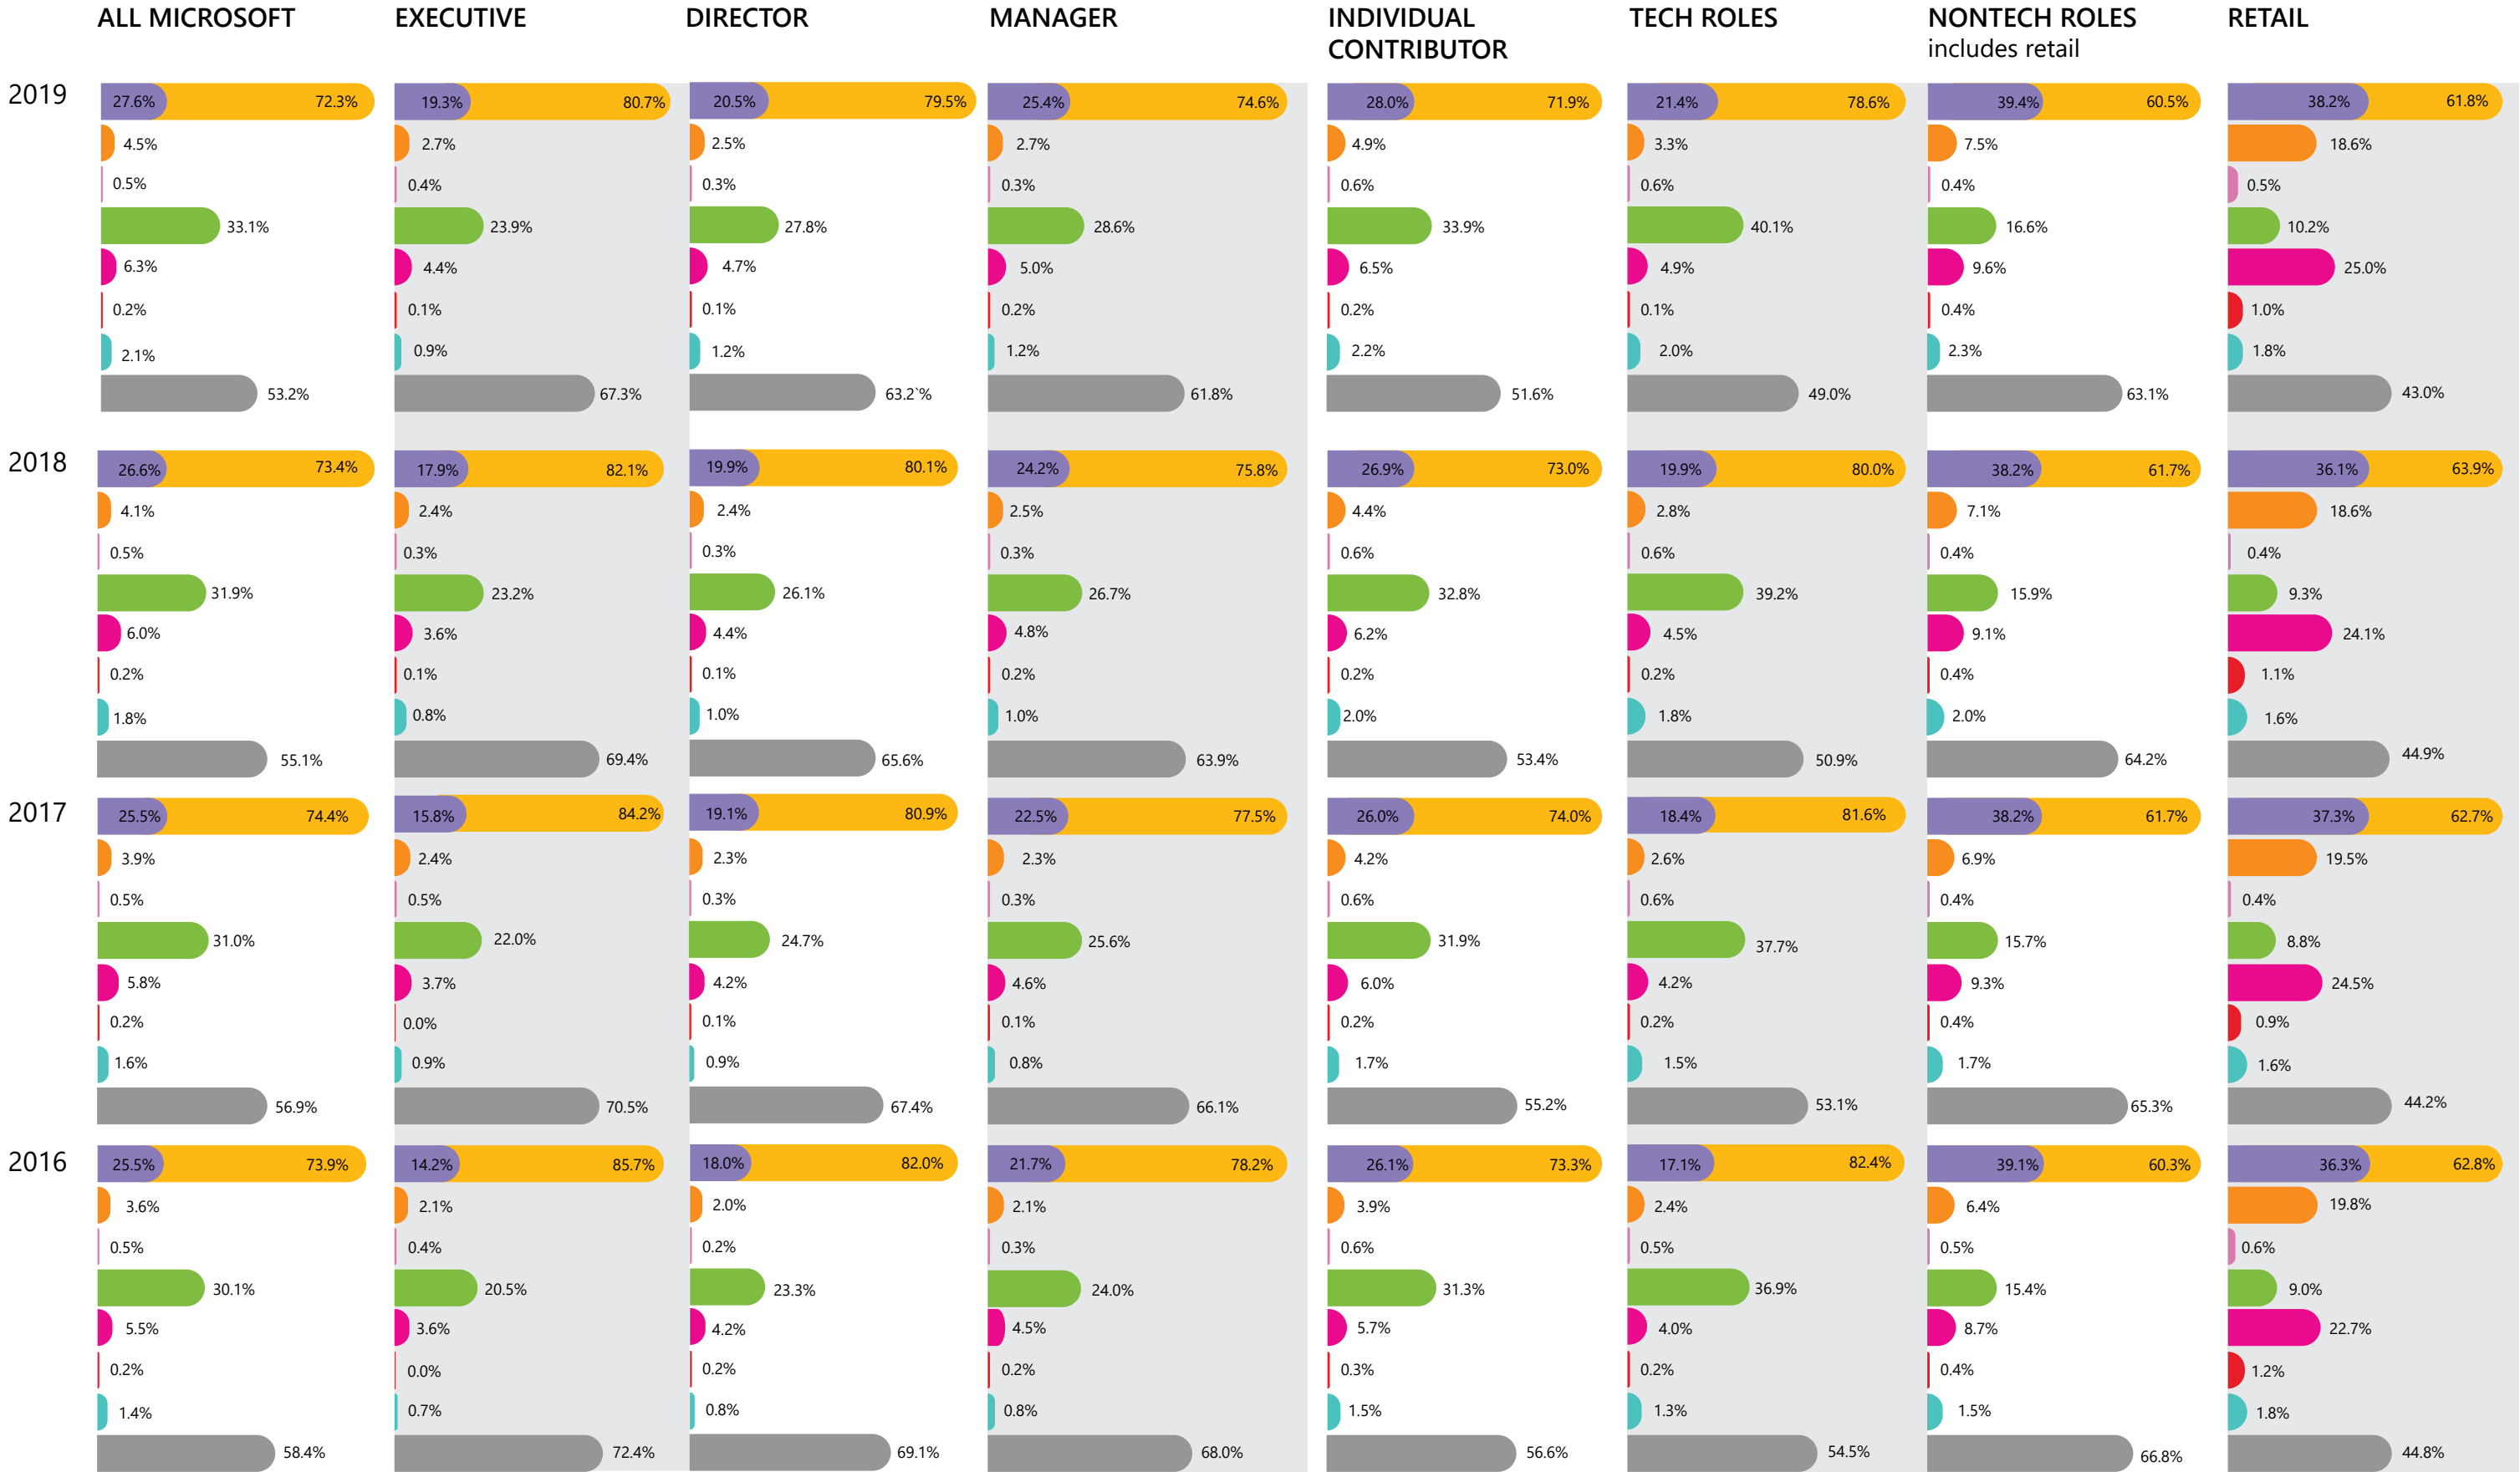 ALL MICROSOFT EXECUTIVE DIRECTOR MANAGER INDIVIDUAL TECH ROLES NONTECH ROLES RETAIL
CONTRIBUTOR includes retail
2019 27.6% 72.3% 19.3% 80.7% 20.5% 79.5% 25.4% 74.6% 28.0% 71.9% 21.4% 78.6% 39.4% 60.5% 38.2% 61.8%
4.5% 2.7% 2.5% 2.7% 4.9% 3.3% 7.5% 18.6%
0.5% 0.4% 0.3% 0.3% 0.6% 0.6% 0.4% 0.5%
33.1% 23.9% 27.8% 28.6% 33.9% 40.1% 16.6% 10.2%
6.3% 4.4% 4.7% 5.0% 6.5% 4.9% 9.6% 25.0%
0.2% 0.1% 0.1% 0.2% 0.2% 0.1% 0.4% 1.0%
2.1% 0.9% 1.2% 1.2% 2.2% 2.0% 2.3% 1.8%
53.2% 67.3% 63.2`% 61.8% 51.6% 49.0% 63.1% 43.0%
2018 26.6% 73.4% 17.9% 82.1% 19.9% 80.1% 24.2% 75.8% 26.9% 73.0% 19.9% 80.0% 38.2% 61.7% 36.1% 63.9%
4.1% 2.4% 2.4% 2.5% 4.4% 2.8% 7.1% 18.6%
0.5% 0.3% 0.3% 0.3% 0.6% 0.6% 0.4% 0.4%
31.9% 23.2% 26.1% 26.7% 32.8% 39.2% 15.9% 9.3%
6.0% 3.6% 4.4% 4.8% 6.2% 4.5% 9.1% 24.1%
0.2% 0.1% 0.1% 0.2% 0.2% 0.2% 0.4% 1.1%
1.8% 0.8% 1.0% 1.0% 2.0% 1.8% 2.0% 1.6%
55.1% 69.4% 65.6% 63.9% 53.4% 50.9% 64.2% 44.9%
2017 25.5% 74.4% 15.8% 84.2% 19.1% 80.9% 22.5% 77.5% 26.0% 74.0% 18.4% 81.6% 38.2% 61.7% 37.3% 62.7%
3.9% 2.4% 2.3% 2.3% 4.2% 2.6% 6.9% 19.5%
0.5% 0.5% 0.3% 0.3% 0.6% 0.6% 0.4% 0.4%
31.0% 22.0% 24.7% 25.6% 31.9% 37.7% 15.7% 8.8%
5.8% 3.7% 4.2% 4.6% 6.0% 4.2% 9.3% 24.5%
0.2% 0.0% 0.1% 0.1% 0.2% 0.2% 0.4% 0.9%
1.6% 0.9% 0.9% 0.8% 1.7% 1.5% 1.7% 1.6%
56.9% 70.5% 67.4% 66.1% 55.2% 53.1% 65.3% 44.2%
2016 25.5% 73.9% 14.2% 85.7% 18.0% 82.0% 21.7% 78.2% 26.1% 73.3% 17.1% 82.4% 39.1% 60.3% 36.3% 62.8%
3.6% 2.1% 2.0% 2.1% 3.9% 2.4% 6.4% 19.8%
0.5% 0.4% 0.2% 0.3% 0.6% 0.5% 0.5% 0.6%
30.1% 20.5% 23.3% 24.0% 31.3% 36.9% 15.4% 9.0%
5.5% 3.6% 4.2% 4.5% 5.7% 4.0% 8.7% 22.7%
0.2% 0.0% 0.2% 0.2% 0.3% 0.2% 0.4% 1.2%
1.4% 0.7% 0.8% 0.8% 1.5% 1.3% 1.5% 1.8%
58.4% 72.4% 69.1% 68.0% 56.6% 54.5% 66.8% 44.8%